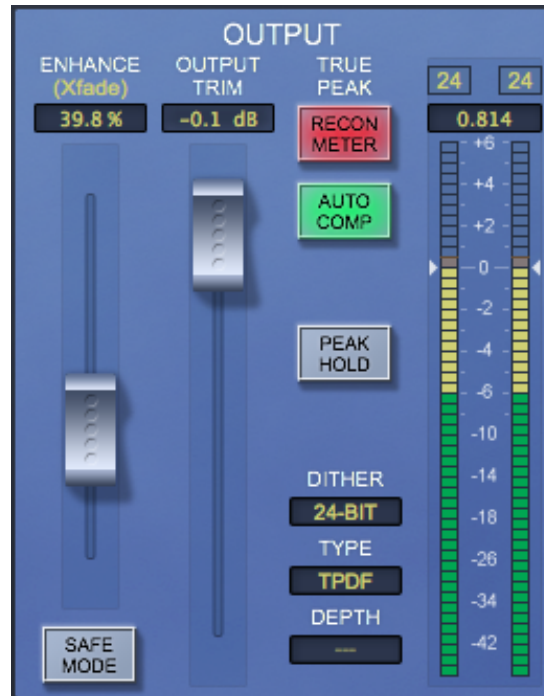 OUTPUT
ENHANCE
(Xfade)
39.8 %
OUTPUT
TRIM
-0.1 dB
TRUE
PEAK
RECON
METER
AUTO
COMP
PEAK
HOLD
DITHER
24-BIT
TYPE
TPDF
DEPTH
---
SAFE
MODE
24 24
0.814
+6
+4
+2
0
-2
-4
-6
-10
-14
-18
-26
-34
-42